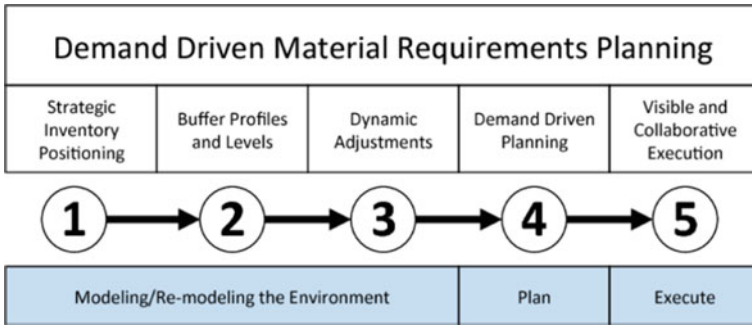 Demand Driven Material Requirements Planning
Strategic
Inventory
Positioning
Buffer Profiles
and Levels
Dynamic
Adjustments
Demand Driven
Planning
Visible and
Collaborative
Execution
1
2
3
4
5
Modeling/Re-modeling the Environment
Plan
Execute